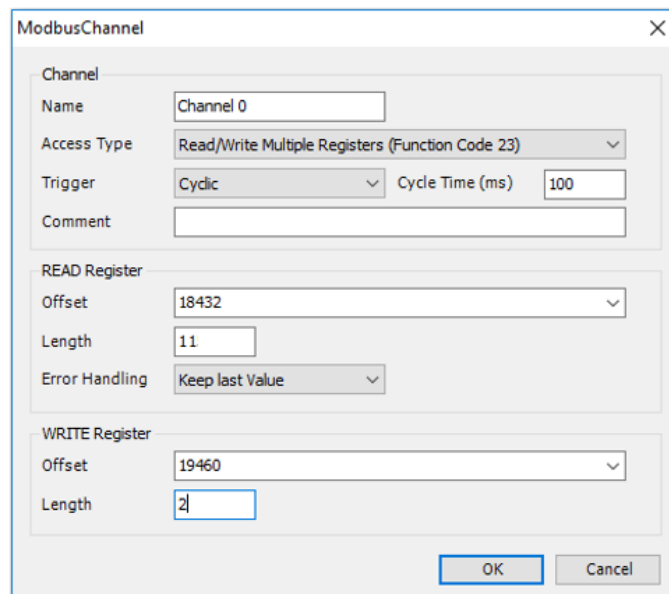 ModbusChannel
Channel
Name Channel 0
Access Type Read/Write Multiple Registers (Function Code 23)
Trigger Cyclic Cycle Time (ms) 100
Comment
READ Register
Offset 18432
Length 11
Error Handling Keep last Value
WRITE Register
Offset 19460
Length 2
OK Cancel